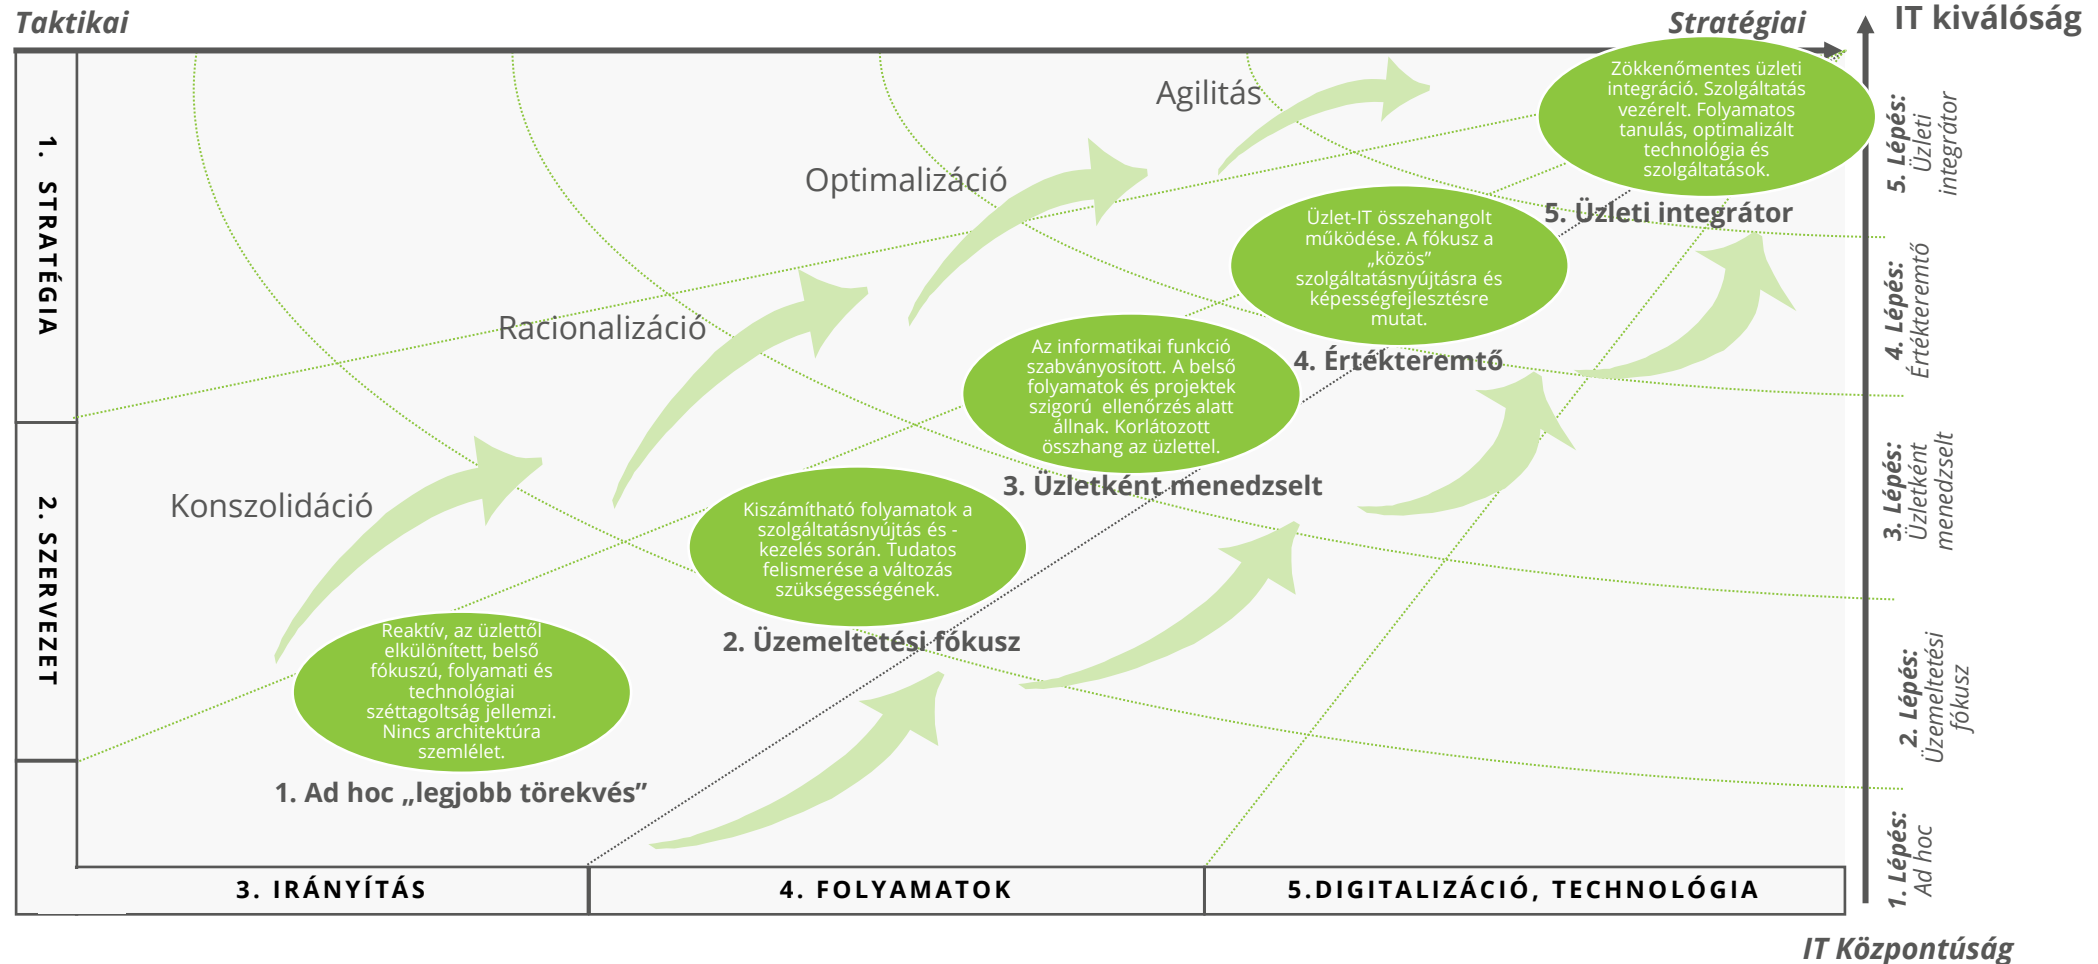 Taktikai
Stratégiai
IT kiválóság
1. STRATÉGIA
2. SZERVEZET
Agilitás
Optimalizáció
Racionalizáció
Konszolidáció
Zökkenőmentes üzleti
integráció. Szolgáltatás
vezérelt. Folyamatos
tanulás, optimalizált
technológia és
szolgáltatások.
5. Üzleti integrátor
Üzlet-IT összehangolt
működése. A fókusz a
„közös”
szolgáltatásnyújtásra és
képességfejlesztésre
mutat.
4. Értékteremtő
Az informatikai funkció
szabványosított. A belső
folyamatok és projektek
szigorú ellenőrzés alatt
állnak. Korlátozott
összhang az üzlettel.
3. Üzletként menedzselt
Kiszámítható folyamatok a
szolgáltatásnyújtás és -
kezelés során. Tudatos
felismerése a változás
szükségességének.
2. Üzemeltetési fókusz
Reaktív, az üzlettől
elkülönített, belső
fókuszú, folyamati és
technológiai
széttagoltság jellemzi.
Nincs architektúra
szemlélet.
1. Ad hoc „legjobb törekvés”
5. Lépés:
Üzleti
integrátor
4. Lépés:
Értékteremtő
3. Lépés:
Üzletként
menedzselt
2. Lépés:
Üzemeltetési
fókusz
1. Lépés:
Ad hoc
3. IRÁNYÍTÁS
4. FOLYAMATOK
5.DIGITALIZÁCIÓ, TECHNOLÓGIA
IT Központúság